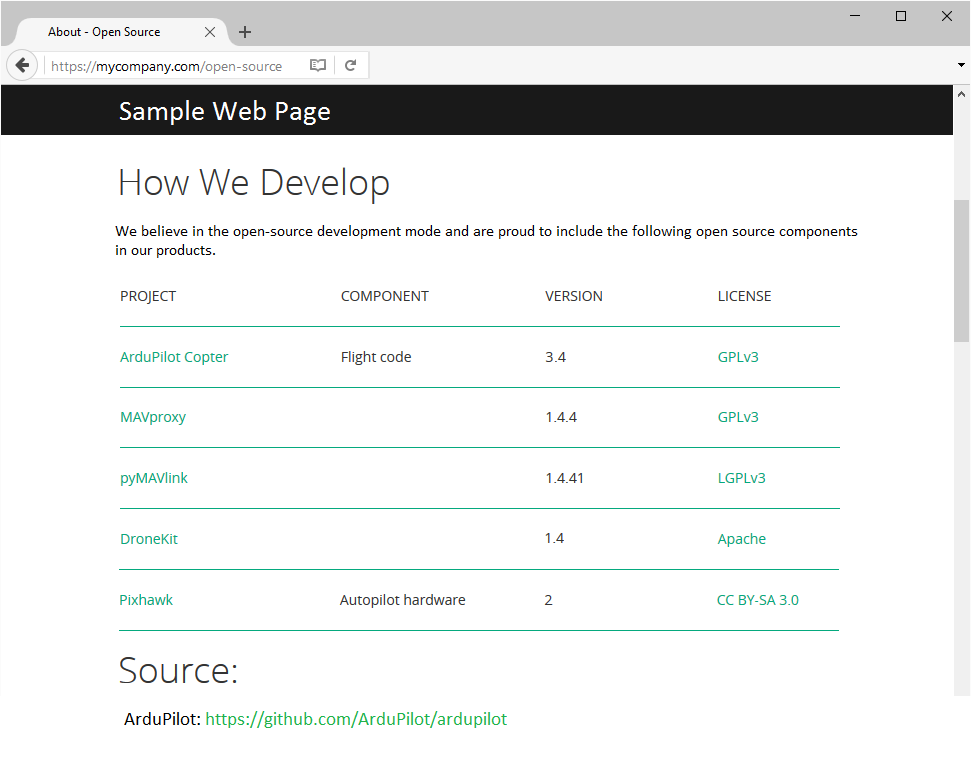 About - Open Source
https://mycompany.com/open-source
Sample Web Page
How We Develop
We believe in the open-source development mode and are proud to include the following open source components
in our products.
PROJECT COMPONENT VERSION LICENSE
ArduPilot Copter Flight code 3.4 GPLv3
MAVproxy 1.4.4 GPLv3
pyMAVlink 1.4.41 LGPLv3
DroneKit 1.4 Apache
Pixhawk Autopilot hardware 2 CC BY-SA 3.0
Source:
ArduPilot: https://github.com/ArduPilot/ardupilot